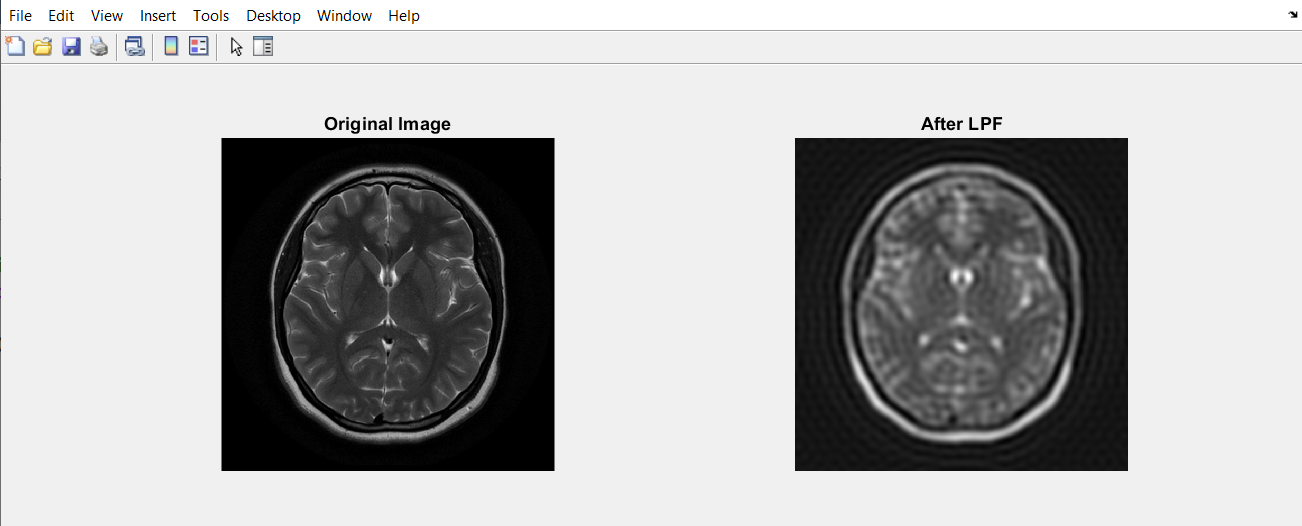 File Edit View Insert Tools Desktop Window Help
Original Image
After LPF